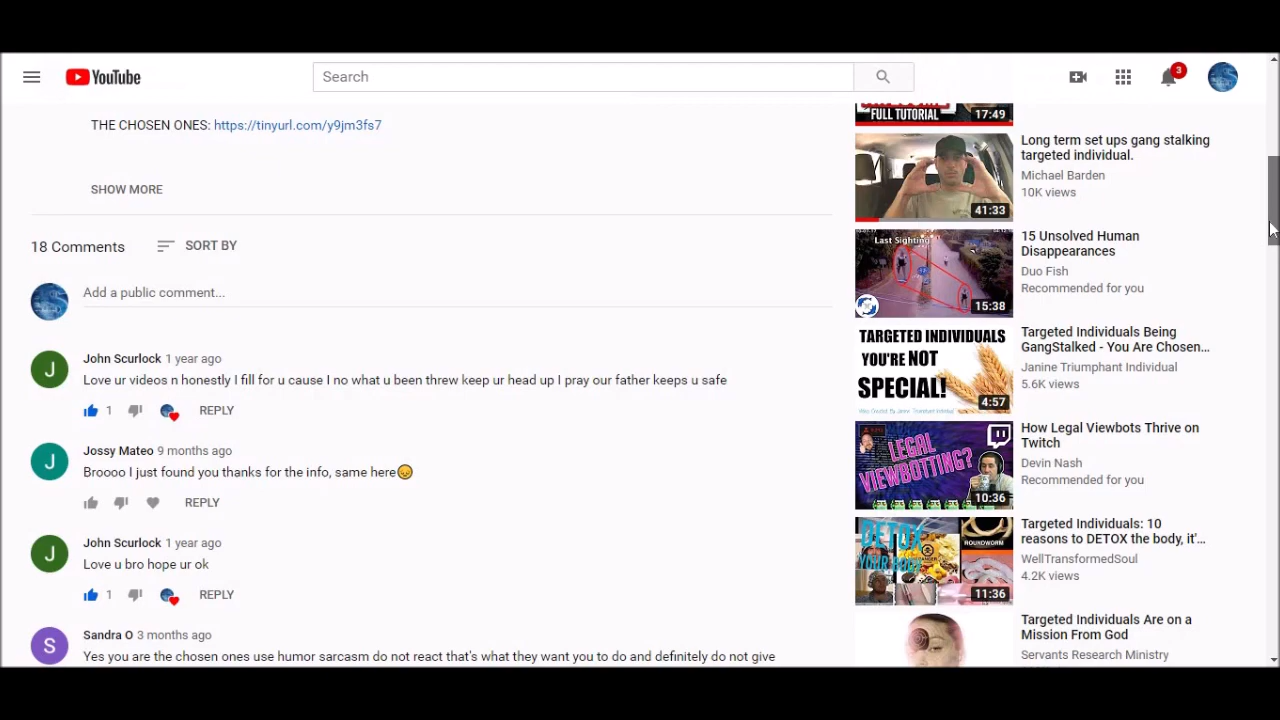 YouTube
Search
3
THE CHOSEN ONES: https://tinyurl.com/y9jm3fs7
SHOW MORE
18 Comments
SORT BY
Add a public comment...
John Scurlock 1 year ago
Love ur videos n honestly I fill for u cause I no what u been threw keep ur head up I pray our father keeps u safe
1
REPLY
Jossy Mateo 9 months ago
Broooo I just found you thanks for the info, same here😞
REPLY
John Scurlock 1 year ago
Love u bro hope ur ok
1
REPLY
Sandra O 3 months ago
Yes you are the chosen ones use humor sarcasm do not react that's what they want you to do and definitely do not give
FULL TUTORIAL
17:49
41:33
Long term set ups gang stalking
targeted individual.
Michael Barden
10K views
Last Sighting
15:38
15 Unsolved Human
Disappearances
Duo Fish
Recommended for you
TARGETED INDIVIDUALS
YOU'RE NOT
SPECIAL!
4:57
Targeted Individuals Being
GangStalked - You Are Chosen...
Janine Triumphant Individual
5.6K views
LEGAL
VIEWBOTTING?
10:36
How Legal Viewbots Thrive on
Twitch
Devin Nash
Recommended for you
DETOX
YOUR BODY
ROUNDWORM
11:36
Targeted Individuals: 10
reasons to DETOX the body, it'...
WellTransformedSoul
4.2K views
Targeted Individuals Are on a
Mission From God
Servants Research Ministry